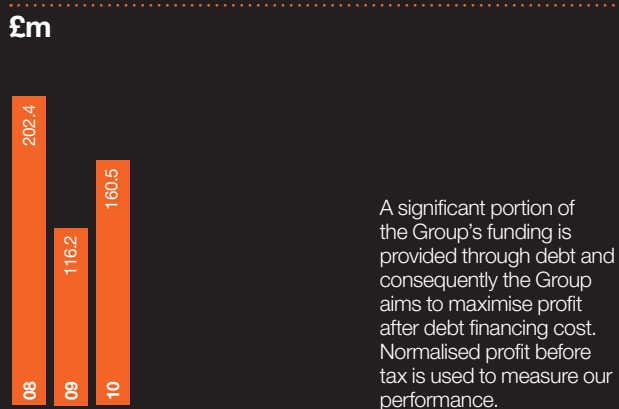 £m
202.4
116.2
160.5
08
09
10
A significant portion of
the Group's funding is
provided through debt and
consequently the Group
aims to maximise profit
after debt financing cost.
Normalised profit before
tax is used to measure our
performance.